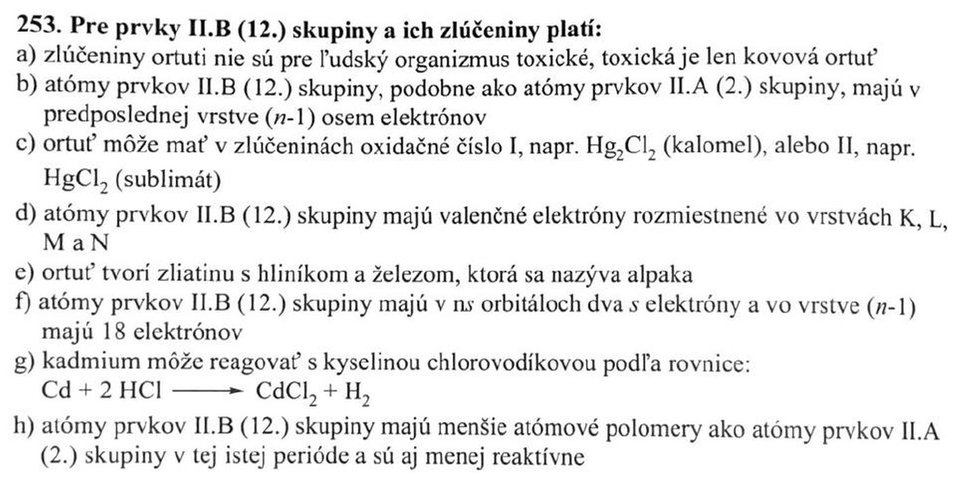 253. Pre prvky II.B (12.) skupiny a ich zlúčeniny platí:
a) zlúčeniny ortuti nie sú pre ľudský organizmus toxické, toxická je len kovová ortuť
b) atómy prvkov II.B (12.) skupiny, podobne ako atómy prvkov II.A (2.) skupiny, majú v
predposlednej vrstve (n-1) osem elektrónov
c) ortuť môže mať v zlúčeninách oxidačné číslo I, napr. Hg₂Cl₂ (kalomel), alebo II, napr.
HgCl₂ (sublimát)
d) atómy prvkov II.B (12.) skupiny majú valenčné elektróny rozmiestnené vo vrstvách K, L,
M a N
e) ortuť tvorí zliatinu s hliníkom a železom, ktorá sa nazýva alpaka
f) atómy prvkov II.B (12.) skupiny majú v ns orbitáloch dva s elektróny a vo vrstve (n-1)
majú 18 elektrónov
g) kadmium môže reagovať s kyselinou chlorovodíkovou podľa rovnice:
Cd + 2 HCl ⟶ CdCl₂ + H₂
h) atómy prvkov II.B (12.) skupiny majú menšie atómové polomery ako atómy prvkov II.A
(2.) skupiny v tej istej perióde a sú aj menej reaktívne